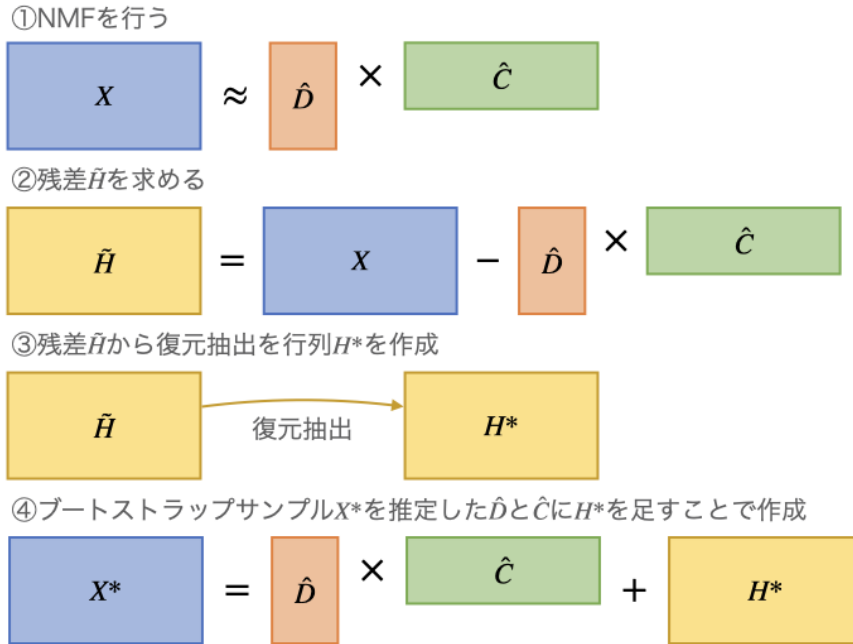 ①NMFを行う
X ≈ D̂ × Ĉ
②残差H̃を求める
H̃ = X − D̂ × Ĉ
③残差H̃から復元抽出を行列H*を作成
H̃ 復元抽出 H*
④ブートストラップサンプルX*を推定したD̂とĈにH*を足すことで作成
X* = D̂ × Ĉ + H*